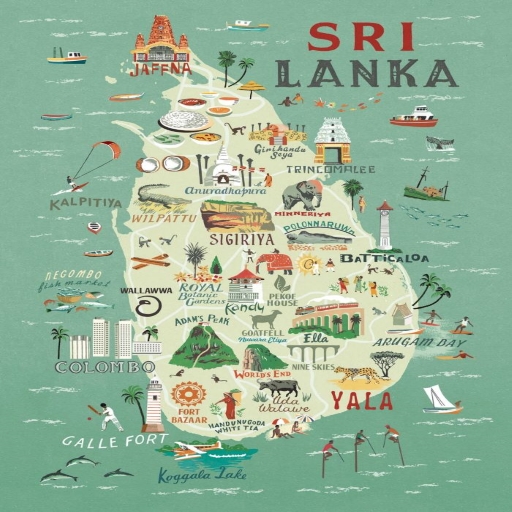 SRI
LANKA
JAFFNA
Girihandu
Seya
TRINCOMALEE
Anuradhapura
KALPITIYA
WILPATTU
MINNERIYA
SIGIRIYA
POLONNARUWA
BATTICALOA
NEGOMBO
fish market
WALLAWWA
ROYAL
Botanic
Gardens
Kandy
PEKOE
HOUSE
ADAM'S PEAK
GOATFELL
Nuwara Eliya
Ella
ARUGAM DAY
COLOMBO
WORLD'S END
NINE SKIES
FORT
BAZAAR
HANDUNUGODA
WHITE TEA
Uda
Walawe
YALA
GALLE FORT
Koggala Lake